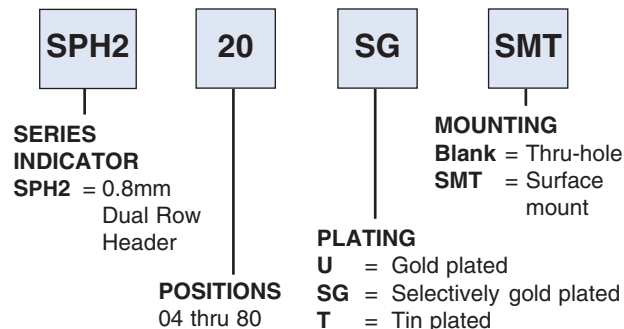 SPH2 20 SG SMT
SERIES
INDICATOR
SPH2 = 0.8mm
Dual Row
Header
POSITIONS
04 thru 80
PLATING
U = Gold plated
SG = Selectively gold plated
T = Tin plated
MOUNTING
Blank = Thru-hole
SMT = Surface
mount